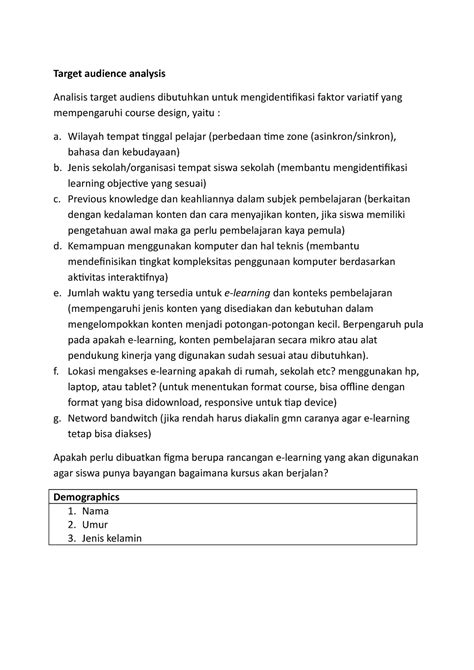 Target audience analysis
Analisis target audiens dibutuhkan untuk mengidentifikasi faktor variatif yang
mempengaruhi course design, yaitu :
a. Wilayah tempat tinggal pelajar (perbedaan time zone (asinkron/sinkron),
bahasa dan kebudayaan)
b. Jenis sekolah/organisasi tempat siswa sekolah (membantu mengidentifikasi
learning objective yang sesuai)
c. Previous knowledge dan keahliannya dalam subjek pembelajaran (berkaitan
dengan kedalaman konten dan cara menyajikan konten, jika siswa memiliki
pengetahuan awal maka ga perlu pembelajaran kaya pemula)
d. Kemampuan menggunakan komputer dan hal teknis (membantu
mendefinisikan tingkat kompleksitas penggunaan komputer berdasarkan
aktivitas interaktifnya)
e. Jumlah waktu yang tersedia untuk e-learning dan konteks pembelajaran
(mempengaruhi jenis konten yang disediakan dan kebutuhan dalam
mengelompokkan konten menjadi potongan-potongan kecil. Berpengaruh pula
pada apakah e-learning, konten pembelajaran secara mikro atau alat
pendukung kinerja yang digunakan sudah sesuai atau dibutuhkan).
f. Lokasi mengakses e-learning apakah di rumah, sekolah etc? menggunakan hp,
laptop, atau tablet? (untuk menentukan format course, bisa offline dengan
format yang bisa didownload, responsive untuk tiap device)
g. Netword bandwitch (jika rendah harus diakalin gmn caranya agar e-learning
tetap bisa diakses)
Apakah perlu dibuatkan figma berupa rancangan e-learning yang akan digunakan
agar siswa punya bayangan bagaimana kursus akan berjalan?
Demographics
1. Nama
2. Umur
3. Jenis kelamin